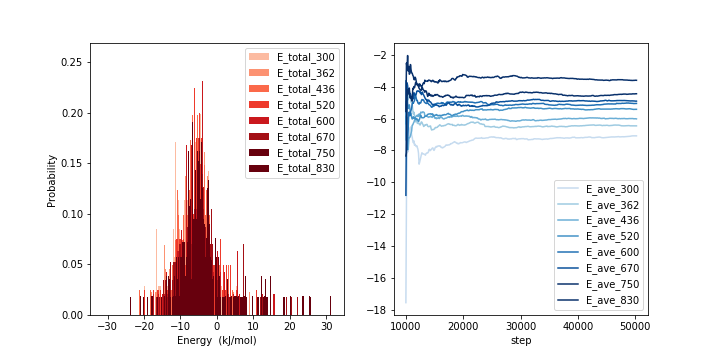 0.25
0.20
0.15
0.10
0.05
0.00
Probability
−30 −20 −10 0 10 20 30
Energy (kJ/mol)
E_total_300
E_total_362
E_total_436
E_total_520
E_total_600
E_total_670
E_total_750
E_total_830
−2
−4
−6
−8
−10
−12
−14
−16
−18
10000 20000 30000 40000 50000
step
E_ave_300
E_ave_362
E_ave_436
E_ave_520
E_ave_600
E_ave_670
E_ave_750
E_ave_830